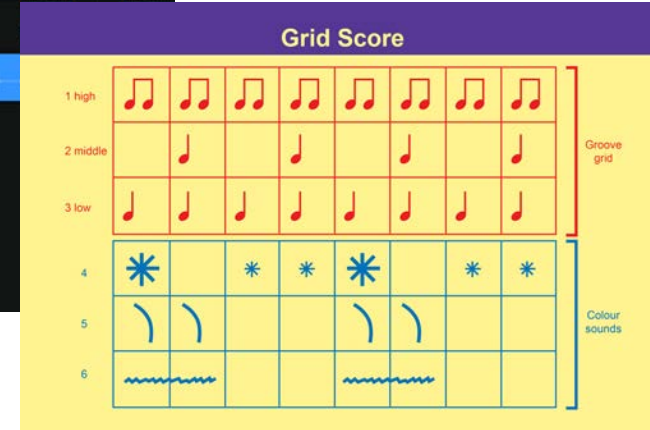 Grid Score
1 high
2 middle
3 low
Groove
grid
4
5
6
Colour
sounds